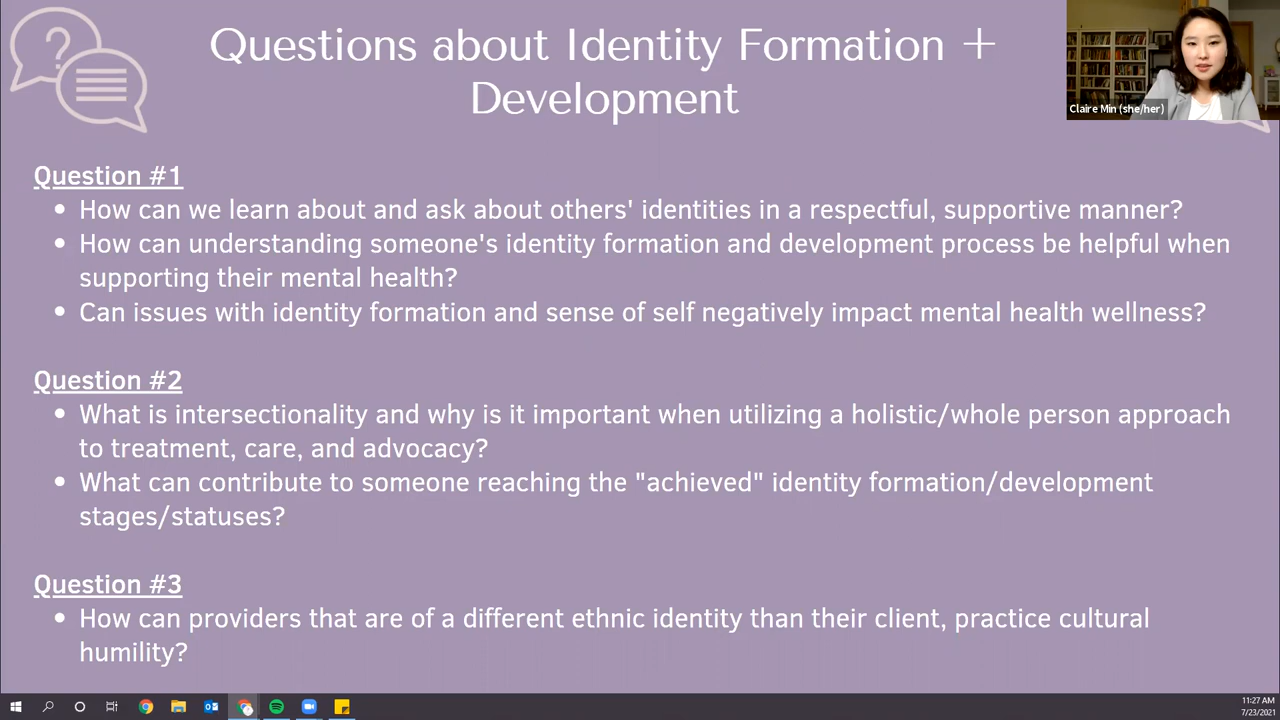 Questions about Identity Formation +
Development
Claire Min (she/her)
Question #1
• How can we learn about and ask about others' identities in a respectful, supportive manner?
• How can understanding someone's identity formation and development process be helpful when
supporting their mental health?
• Can issues with identity formation and sense of self negatively impact mental health wellness?
Question #2
• What is intersectionality and why is it important when utilizing a holistic/whole person approach
to treatment, care, and advocacy?
• What can contribute to someone reaching the "achieved" identity formation/development
stages/statuses?
Question #3
• How can providers that are of a different ethnic identity than their client, practice cultural
humility?
11:27 AM
7/23/2021